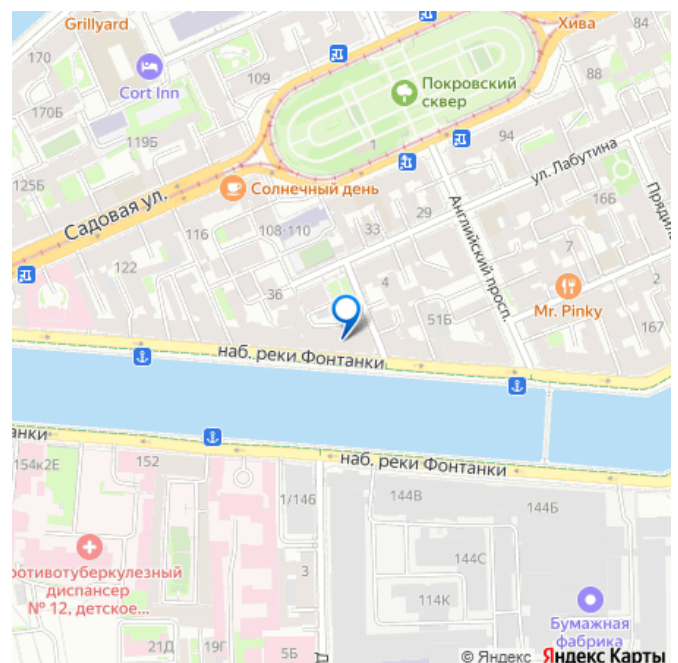 Grillyard
Хива
170
109
88
Cort Inn
Покровский
сквер
84
170Б
119Б
1
94
125Б
Солнечный день
ул. Лабутина
16Б
Садовая ул.
116
108-110
33
29
Английский просп.
7
122
36
4
2
51Б
Mr. Pinky
167
наб. реки Фонтанки
наб. реки Фонтанки
154к2Е
152
1/14б
144В
144Б
144С
3
114К
№ 12, детское...
диспансер
Бумажная
фабрика
21Д
19Г
5Б
© Яндекс Яндекс Карты